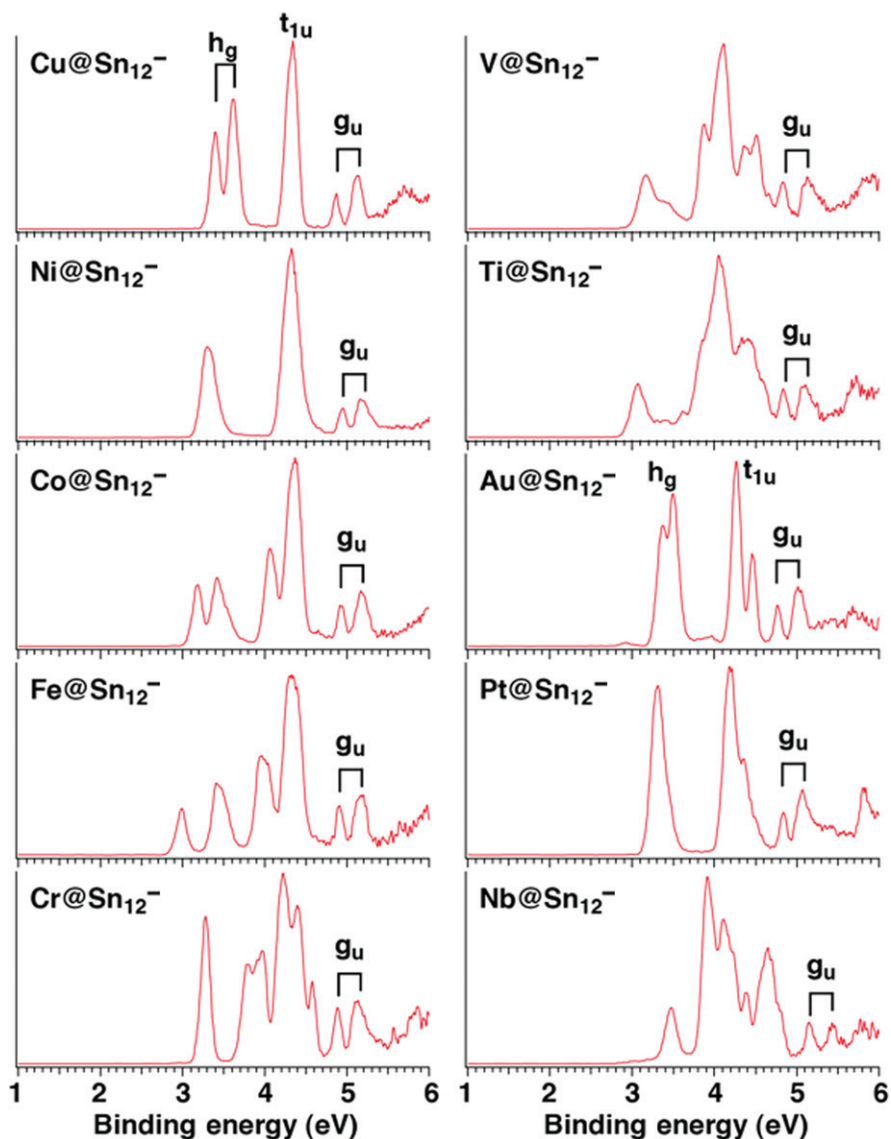 Cu@Sn₁₂⁻
h_g
t₁ᵤ
gᵤ
Ni@Sn₁₂⁻
gᵤ
Co@Sn₁₂⁻
gᵤ
Fe@Sn₁₂⁻
gᵤ
Cr@Sn₁₂⁻
gᵤ
1 2 3 4 5 6
Binding energy (eV)
V@Sn₁₂⁻
gᵤ
Ti@Sn₁₂⁻
gᵤ
Au@Sn₁₂⁻
h_g
t₁ᵤ
gᵤ
Pt@Sn₁₂⁻
gᵤ
Nb@Sn₁₂⁻
gᵤ
1 2 3 4 5 6
Binding energy (eV)